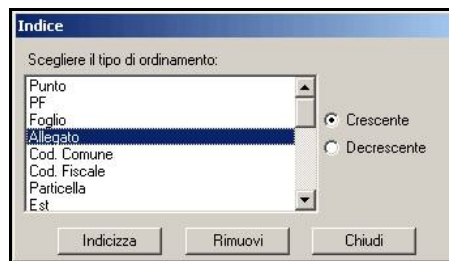 Indice
Scegliere il tipo di ordinamento:
Punto
PF
Foglio
Allegato
Cod. Comune
Cod. Fiscale
Particella
Est
Crescente
Decrescente
Indicizza Rimuovi Chiudi